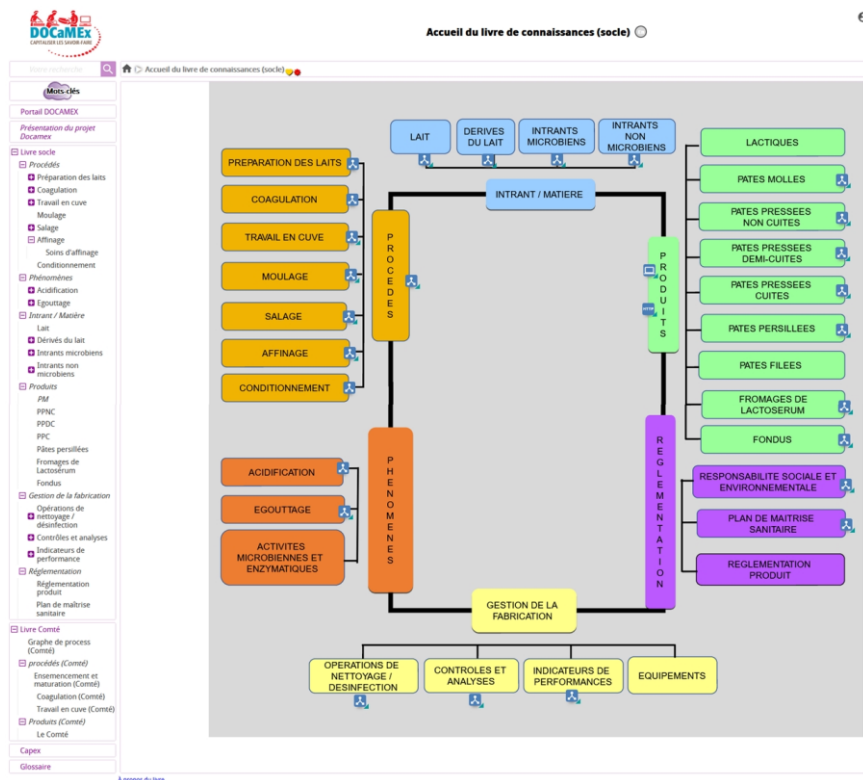 DOCaMEx
CAPITALISER LES SAVOIR-FAIRE
Accueil du livre de connaissances (socle)
Votre recherche
Accueil du livre de connaissances (socle)
Mots-clés
Portail DOCAMEX
Présentation du projet
Docamex
Livre socle
Procédés
Préparation des laits
Coagulation
Travail en cuve
Moulage
Salage
Affinage
Soins d'affinage
Conditionnement
Phénomènes
Acidification
Egouttage
Intrant / Matière
Lait
Dérivés du lait
Intrants microbiens
Intrants non
microbiens
Produits
PM
PPNC
PPDC
PPC
Pâtes persillées
Fromages de
Lactosérum
Fondus
Gestion de la fabrication
Opérations de
nettoyage /
désinfection
Contrôles et analyses
Indicateurs de
performance
Réglementation
Réglementation
produit
Plan de maîtrise
sanitaire
Livre Comté
Graphe de process
(Comté)
procédés (Comté)
Ensemencement et
maturation (Comté)
Coagulation (Comté)
Travail en cuve (Comté)
Produits (Comté)
Le Comté
Capex
Glossaire
A propos du livre
LAIT
DERIVES
DU LAIT
INTRANTS
MICROBIENS
INTRANTS
NON
MICROBIENS
INTRANT / MATIERE
PREPARATION DES LAITS
COAGULATION
TRAVAIL EN CUVE
MOULAGE
SALAGE
AFFINAGE
CONDITIONNEMENT
PROCEDES
PRODUITS
LACTIQUES
PATES MOLLES
PATES PRESSEES
NON CUITES
PATES PRESSEES
DEMI-CUITES
PATES PRESSEES
CUITES
PATES PERSILLEES
PATES FILEES
FROMAGES DE
LACTOSERUM
FONDUS
PHENOMENES
ACIDIFICATION
EGOUTTAGE
ACTIVITES
MICROBIENNES ET
ENZYMATIQUES
REGLEMENTATION
RESPONSABILITE SOCIALE ET
ENVIRONNEMENTALE
PLAN DE MAITRISE
SANITAIRE
REGLEMENTATION
PRODUIT
GESTION DE LA
FABRICATION
OPERATIONS DE
NETTOYAGE /
DESINFECTION
CONTROLES ET
ANALYSES
INDICATEURS DE
PERFORMANCES
EQUIPEMENTS